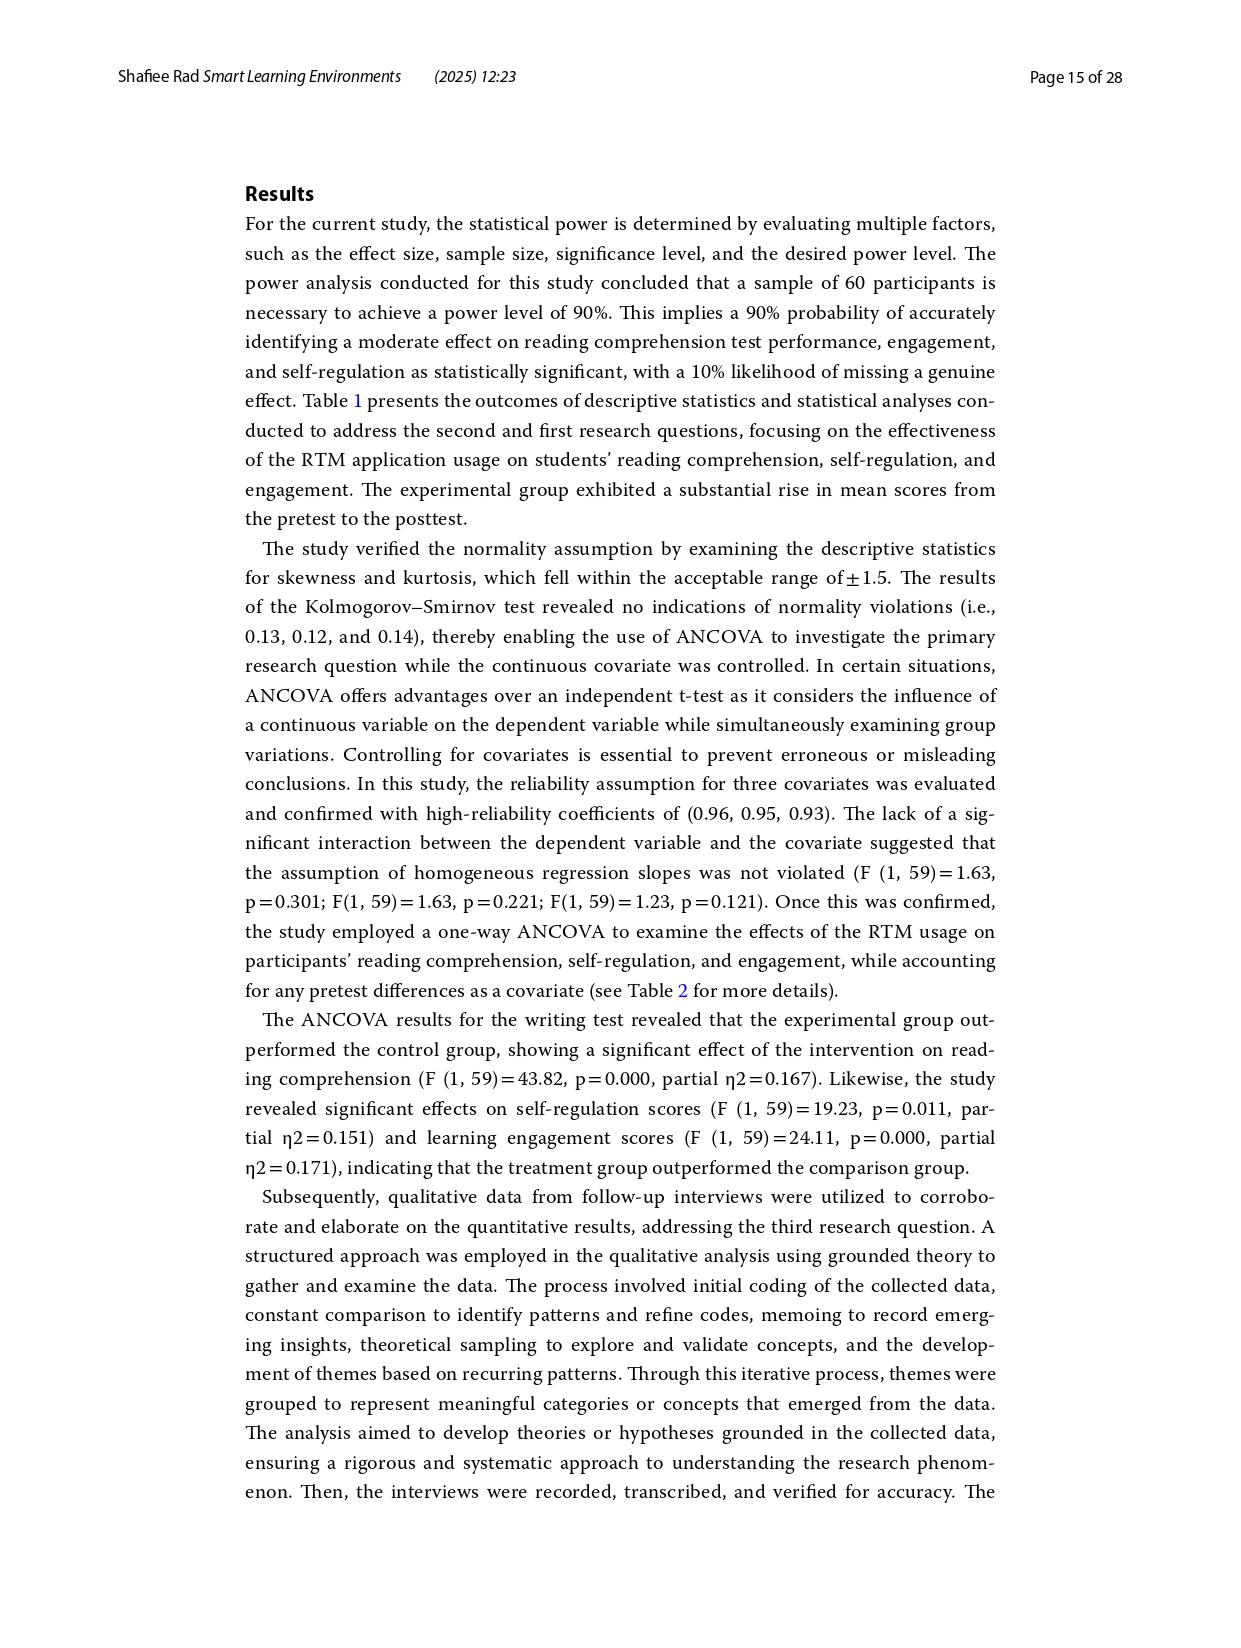 Shafiee Rad Smart Learning Environments (2025) 12:23
Page 15 of 28
Results
For the current study, the statistical power is determined by evaluating multiple factors,
such as the effect size, sample size, significance level, and the desired power level. The
power analysis conducted for this study concluded that a sample of 60 participants is
necessary to achieve a power level of 90%. This implies a 90% probability of accurately
identifying a moderate effect on reading comprehension test performance, engagement,
and self-regulation as statistically significant, with a 10% likelihood of missing a genuine
effect. Table 1 presents the outcomes of descriptive statistics and statistical analyses con-
ducted to address the second and first research questions, focusing on the effectiveness
of the RTM application usage on students’ reading comprehension, self-regulation, and
engagement. The experimental group exhibited a substantial rise in mean scores from
the pretest to the posttest.
The study verified the normality assumption by examining the descriptive statistics
for skewness and kurtosis, which fell within the acceptable range of ± 1.5. The results
of the Kolmogorov–Smirnov test revealed no indications of normality violations (i.e.,
0.13, 0.12, and 0.14), thereby enabling the use of ANCOVA to investigate the primary
research question while the continuous covariate was controlled. In certain situations,
ANCOVA offers advantages over an independent t-test as it considers the influence of
a continuous variable on the dependent variable while simultaneously examining group
variations. Controlling for covariates is essential to prevent erroneous or misleading
conclusions. In this study, the reliability assumption for three covariates was evaluated
and confirmed with high-reliability coefficients of (0.96, 0.95, 0.93). The lack of a sig-
nificant interaction between the dependent variable and the covariate suggested that
the assumption of homogeneous regression slopes was not violated (F (1, 59) = 1.63,
p = 0.301; F(1, 59) = 1.63, p = 0.221; F(1, 59) = 1.23, p = 0.121). Once this was confirmed,
the study employed a one-way ANCOVA to examine the effects of the RTM usage on
participants’ reading comprehension, self-regulation, and engagement, while accounting
for any pretest differences as a covariate (see Table 2 for more details).
The ANCOVA results for the writing test revealed that the experimental group out-
performed the control group, showing a significant effect of the intervention on read-
ing comprehension (F (1, 59) = 43.82, p = 0.000, partial η2 = 0.167). Likewise, the study
revealed significant effects on self-regulation scores (F (1, 59) = 19.23, p = 0.011, par-
tial η2 = 0.151) and learning engagement scores (F (1, 59) = 24.11, p = 0.000, partial
η2 = 0.171), indicating that the treatment group outperformed the comparison group.
Subsequently, qualitative data from follow-up interviews were utilized to corrobo-
rate and elaborate on the quantitative results, addressing the third research question. A
structured approach was employed in the qualitative analysis using grounded theory to
gather and examine the data. The process involved initial coding of the collected data,
constant comparison to identify patterns and refine codes, memoing to record emerg-
ing insights, theoretical sampling to explore and validate concepts, and the develop-
ment of themes based on recurring patterns. Through this iterative process, themes were
grouped to represent meaningful categories or concepts that emerged from the data.
The analysis aimed to develop theories or hypotheses grounded in the collected data,
ensuring a rigorous and systematic approach to understanding the research phenom-
enon. Then, the interviews were recorded, transcribed, and verified for accuracy. The